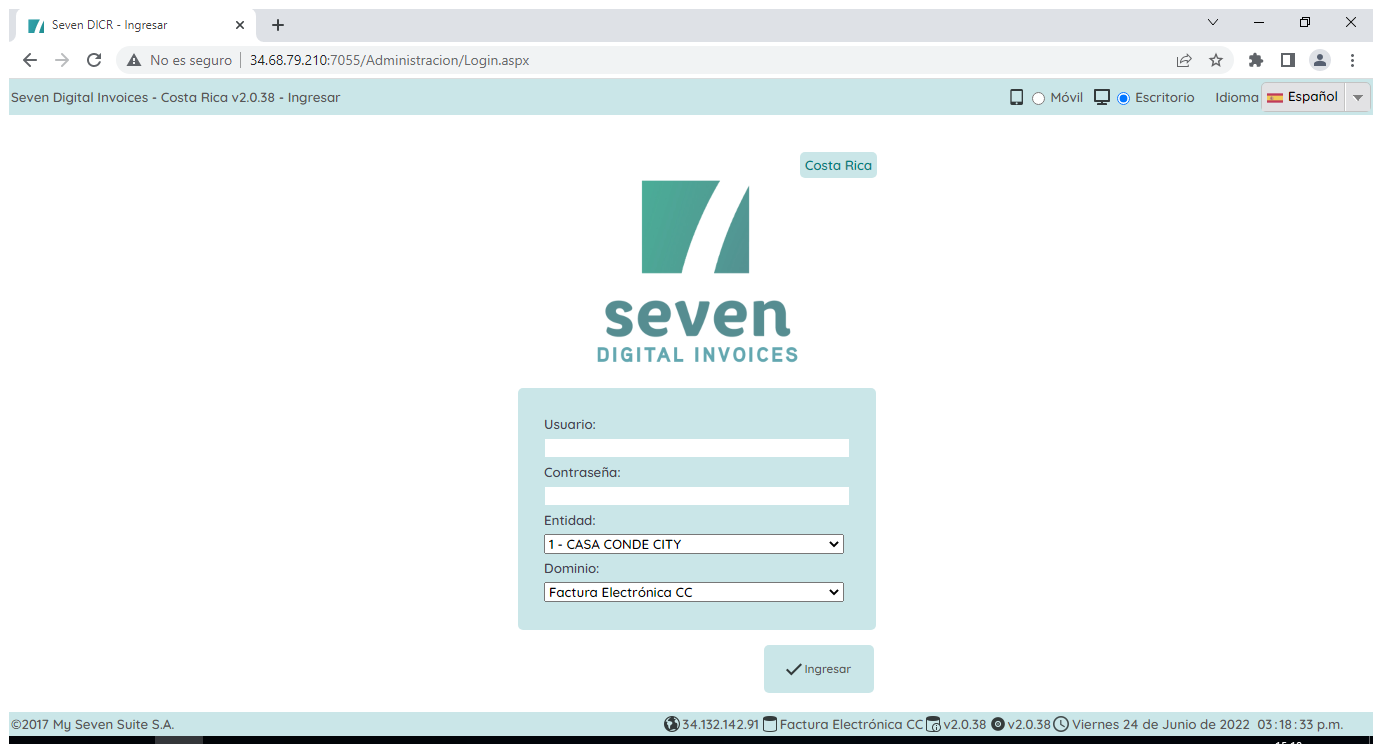 Seven DICR - Ingresar
No es seguro | 34.68.79.210:7055/Administracion/Login.aspx
Seven Digital Invoices - Costa Rica v2.0.38 - Ingresar Móvil Escritorio Idioma Español
Costa Rica
seven
DIGITAL INVOICES
Usuario:
Contraseña:
Entidad:
1 - CASA CONDE CITY
Dominio:
Factura Electrónica CC
Ingresar
©2017 My Seven Suite S.A. 34.132.142.91 Factura Electrónica CC v2.0.38 v2.0.38 Viernes 24 de Junio de 2022 03:18:33 p.m.